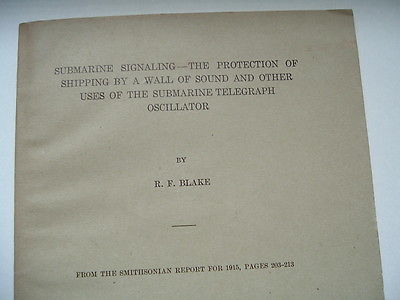 SUBMARINE SIGNALING—THE PROTECTION OF
SHIPPING BY A WALL OF SOUND AND OTHER
USES OF THE SUBMARINE TELEGRAPH
OSCILLATOR
BY
R. F. BLAKE
FROM THE SMITHSONIAN REPORT FOR 1915, PAGES 203-213